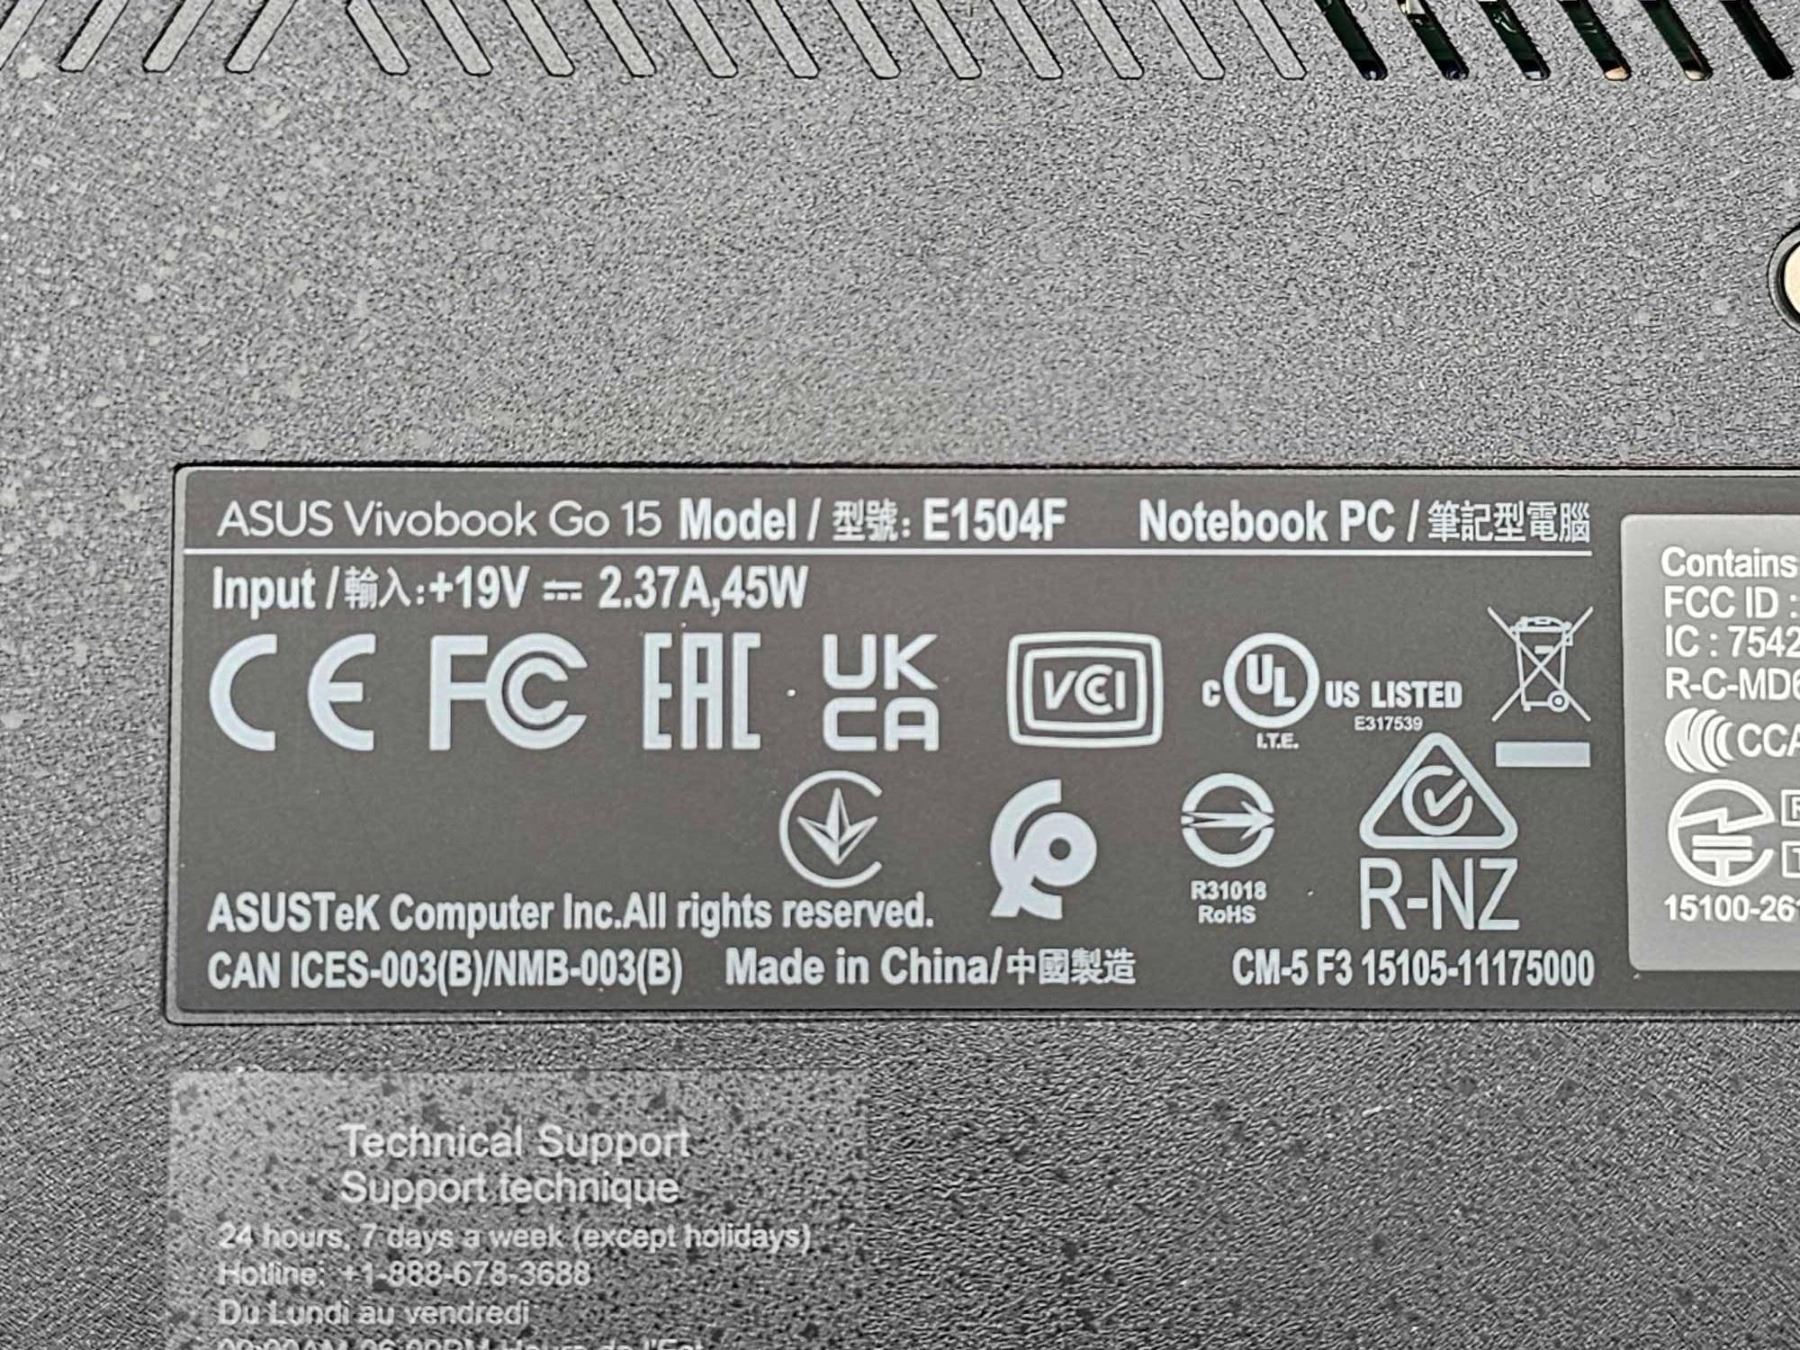 ASUS Vivobook Go 15 Model / 型號: E1504F Notebook PC / 筆記型電腦
Input / 輸入: +19V ⎓ 2.37A,45W
CE FC EAC UK CA VCI C UL US LISTED
E317539
I.T.E.
R31018
RoHS
R-NZ
ASUSTeK Computer Inc.All rights reserved.
CAN ICES-003(B)/NMB-003(B) Made in China/中國製造 CM-5 F3 15105-11175000
Contains
FCC ID :
IC : 7542
R-C-MD6
CCA
R
T
15100-261
Technical Support
Support technique
24 hours, 7 days a week (except holidays)
Hotline: +1-888-678-3688
Du Lundi au vendredi